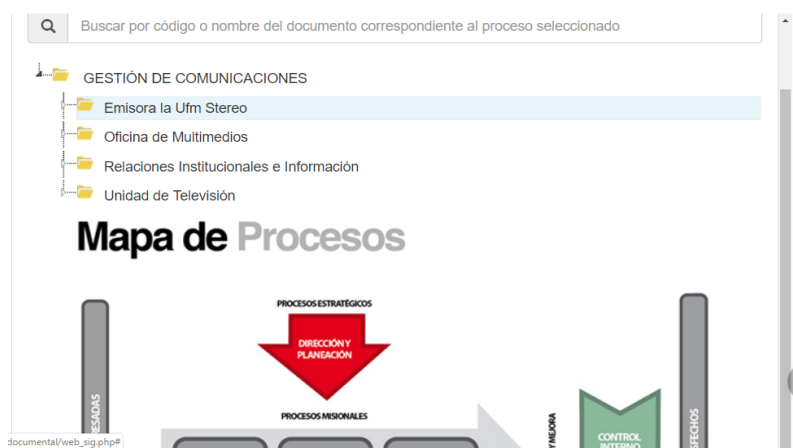 Buscar por código o nombre del documento correspondiente al proceso seleccionado
GESTIÓN DE COMUNICACIONES
Emisora la Ufm Stereo
Oficina de Multimedios
Relaciones Institucionales e Información
Unidad de Televisión
Mapa de Procesos
PROCESOS ESTRATÉGICOS
DIRECCIÓN Y
PLANEACIÓN
PROCESOS MISIONALES
RESADAS
Y MEJORA
CONTROL
INTERNO
SFECHOS
documental/web_sig.php#